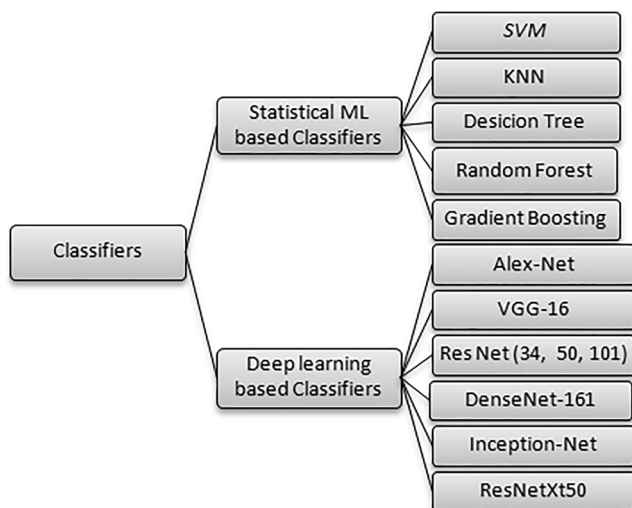 Classifiers
Statistical ML
based Classifiers
SVM
KNN
Desicion Tree
Random Forest
Gradient Boosting
Deep learning
based Classifiers
Alex-Net
VGG-16
Res Net (34, 50, 101)
DenseNet-161
Inception-Net
ResNetXt50